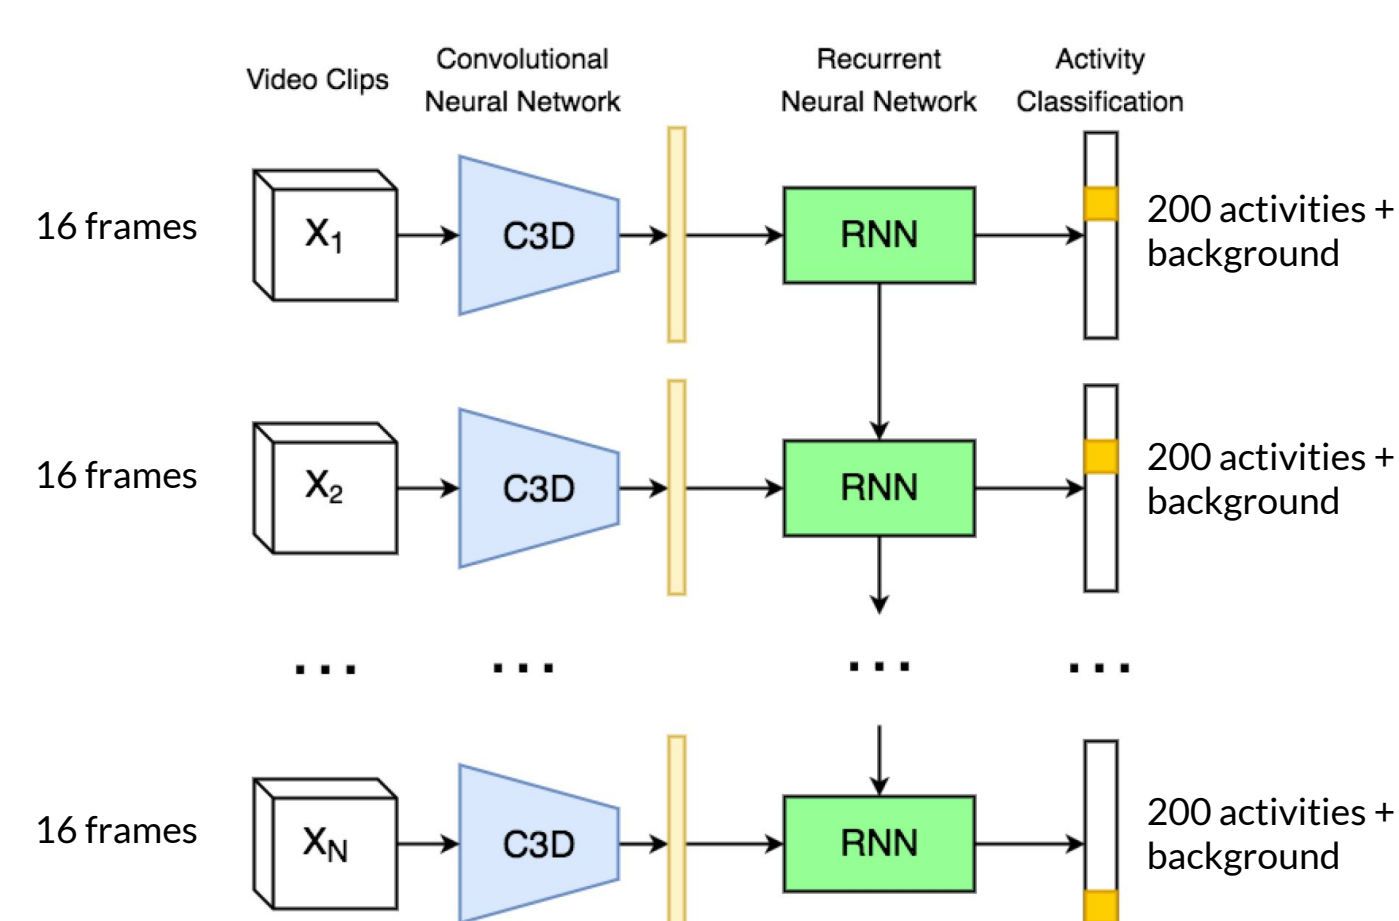 Video Clips
Convolutional
Neural Network
Recurrent
Neural Network
Activity
Classification
16 frames
X1
C3D
RNN
200 activities +
background
16 frames
X2
C3D
RNN
200 activities +
background
... ... ... ...
16 frames
XN
C3D
RNN
200 activities +
background